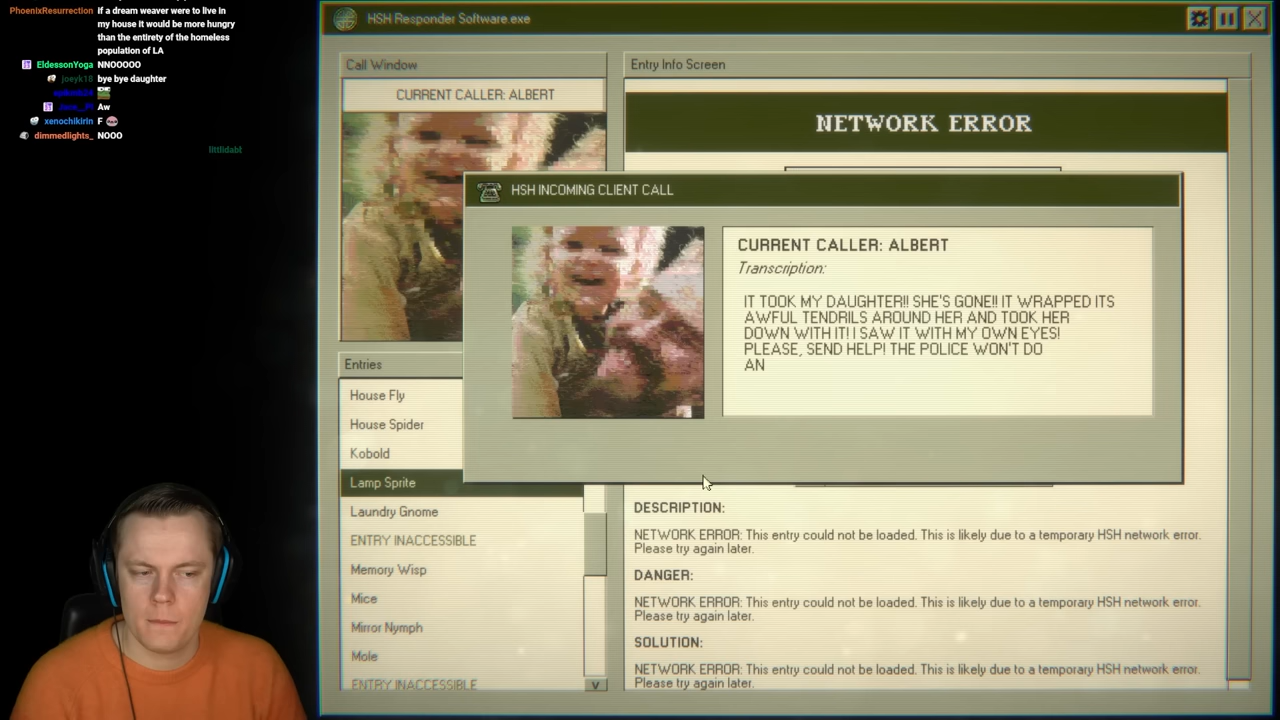 PhoenixResurrection if a dream weaver were to live in
my house it would be more hungry
than the entirety of the homeless
population of LA
EldessonYoga NNOOOOO
joeyk18 bye bye daughter
Aw
xenochikirin F
dimmedlights_ NOOO
HSH Responder Software.exe
Call Window
CURRENT CALLER: ALBERT
Entries
House Fly
House Spider
Kobold
Lamp Sprite
Laundry Gnome
ENTRY INACCESSIBLE
Memory Wisp
Mice
Mirror Nymph
Mole
ENTRY INACCESSIBLE
V
Entry Info Screen
NETWORK ERROR
HSH INCOMING CLIENT CALL
CURRENT CALLER: ALBERT
Transcription:
IT TOOK MY DAUGHTER!! SHE'S GONE!! IT WRAPPED ITS
AWFUL TENDRILS AROUND HER AND TOOK HER
DOWN WITH IT! I SAW IT WITH MY OWN EYES!
PLEASE, SEND HELP! THE POLICE WON'T DO
AN
DESCRIPTION:
NETWORK ERROR: This entry could not be loaded. This is likely due to a temporary HSH network error.
Please try again later.
DANGER:
NETWORK ERROR: This entry could not be loaded. This is likely due to a temporary HSH network error.
Please try again later.
SOLUTION:
NETWORK ERROR: This entry could not be loaded. This is likely due to a temporary HSH network error.
Please try again later.